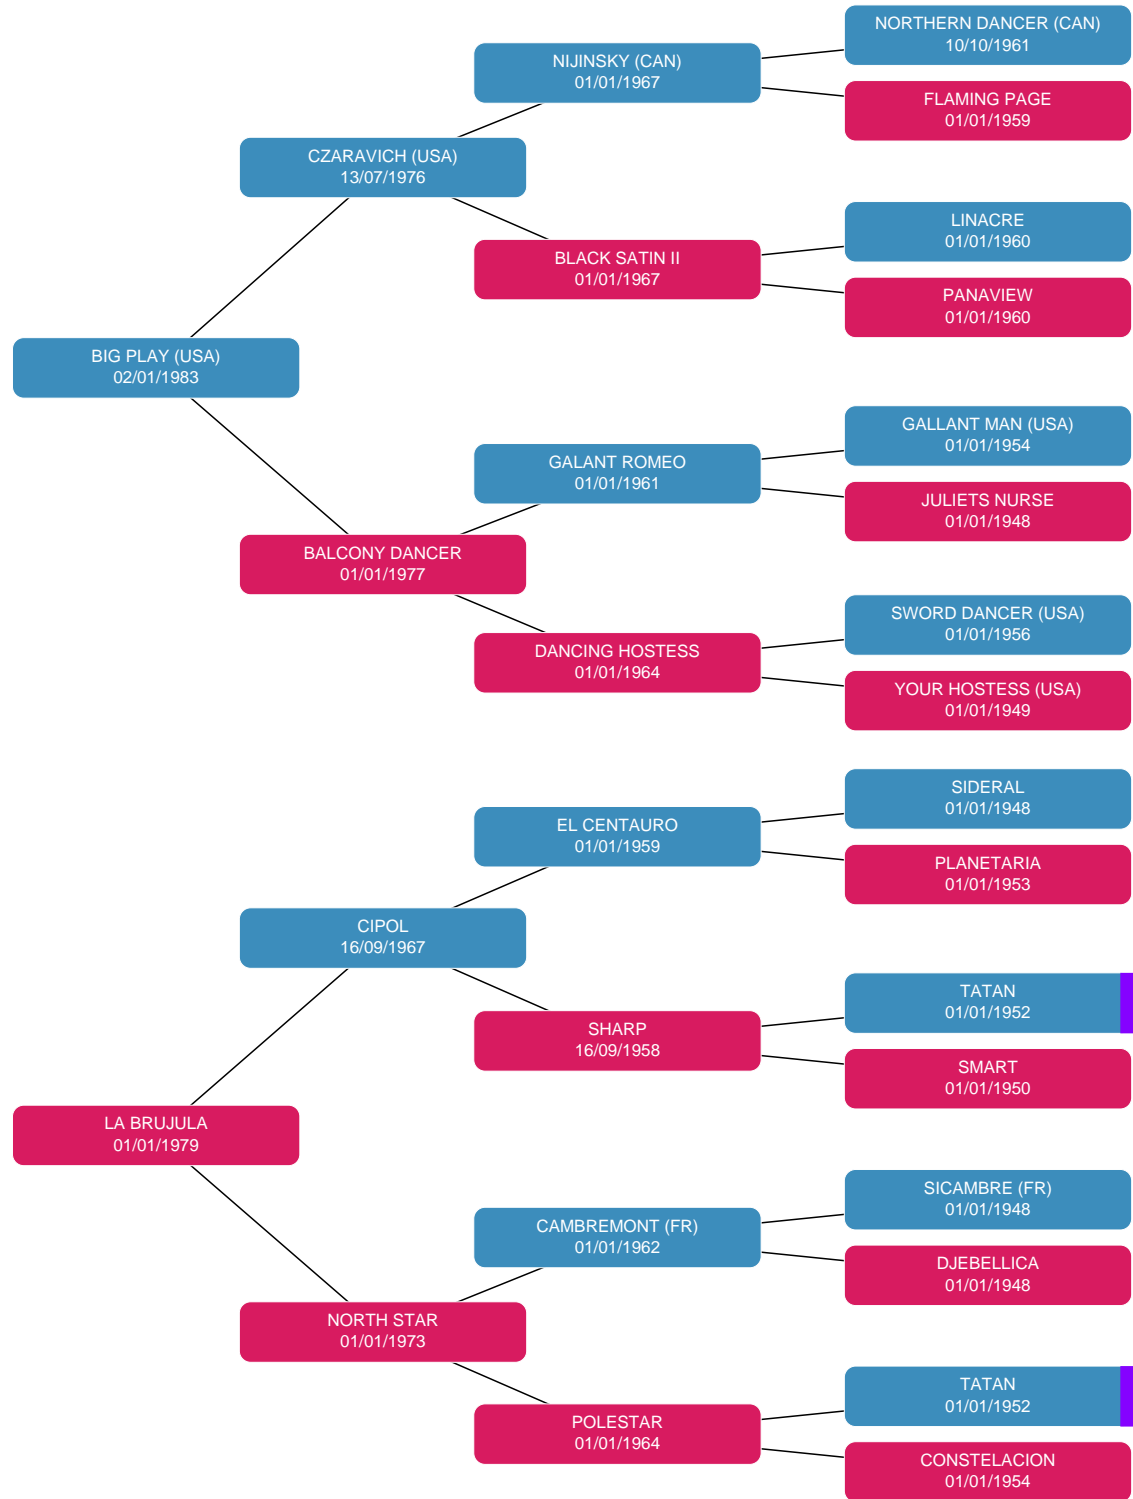 NORTHERN DANCER (CAN)
10/10/1961
NIJINSKY (CAN)
01/01/1967
FLAMING PAGE
01/01/1959
CZARAVICH (USA)
13/07/1976
LINACRE
01/01/1960
BLACK SATIN II
01/01/1967
PANAVIEW
01/01/1960
BIG PLAY (USA)
02/01/1983
GALLANT MAN (USA)
01/01/1954
GALANT ROMEO
01/01/1961
JULIETS NURSE
01/01/1948
BALCONY DANCER
01/01/1977
SWORD DANCER (USA)
01/01/1956
DANCING HOSTESS
01/01/1964
YOUR HOSTESS (USA)
01/01/1949
SIDERAL
01/01/1948
EL CENTAURO
01/01/1959
PLANETARIA
01/01/1953
CIPOL
16/09/1967
TATAN
01/01/1952
SHARP
16/09/1958
SMART
01/01/1950
LA BRUJULA
01/01/1979
SICAMBRE (FR)
01/01/1948
CAMBREMONT (FR)
01/01/1962
DJEBELLICA
01/01/1948
NORTH STAR
01/01/1973
TATAN
01/01/1952
POLESTAR
01/01/1964
CONSTELACION
01/01/1954